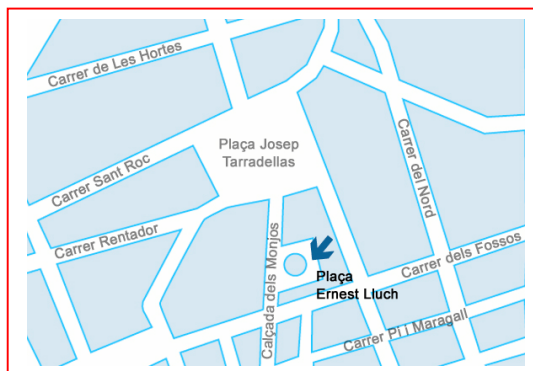 Carrer de Les Hortes
Plaça Josep
Tarradellas
Carrer Sant Roc
Carrer del Nord
Carrer Rentador
Calçada dels Monjos
Carrer dels Fossos
Plaça
Ernest Lluch
Carrer Pi i Maragall